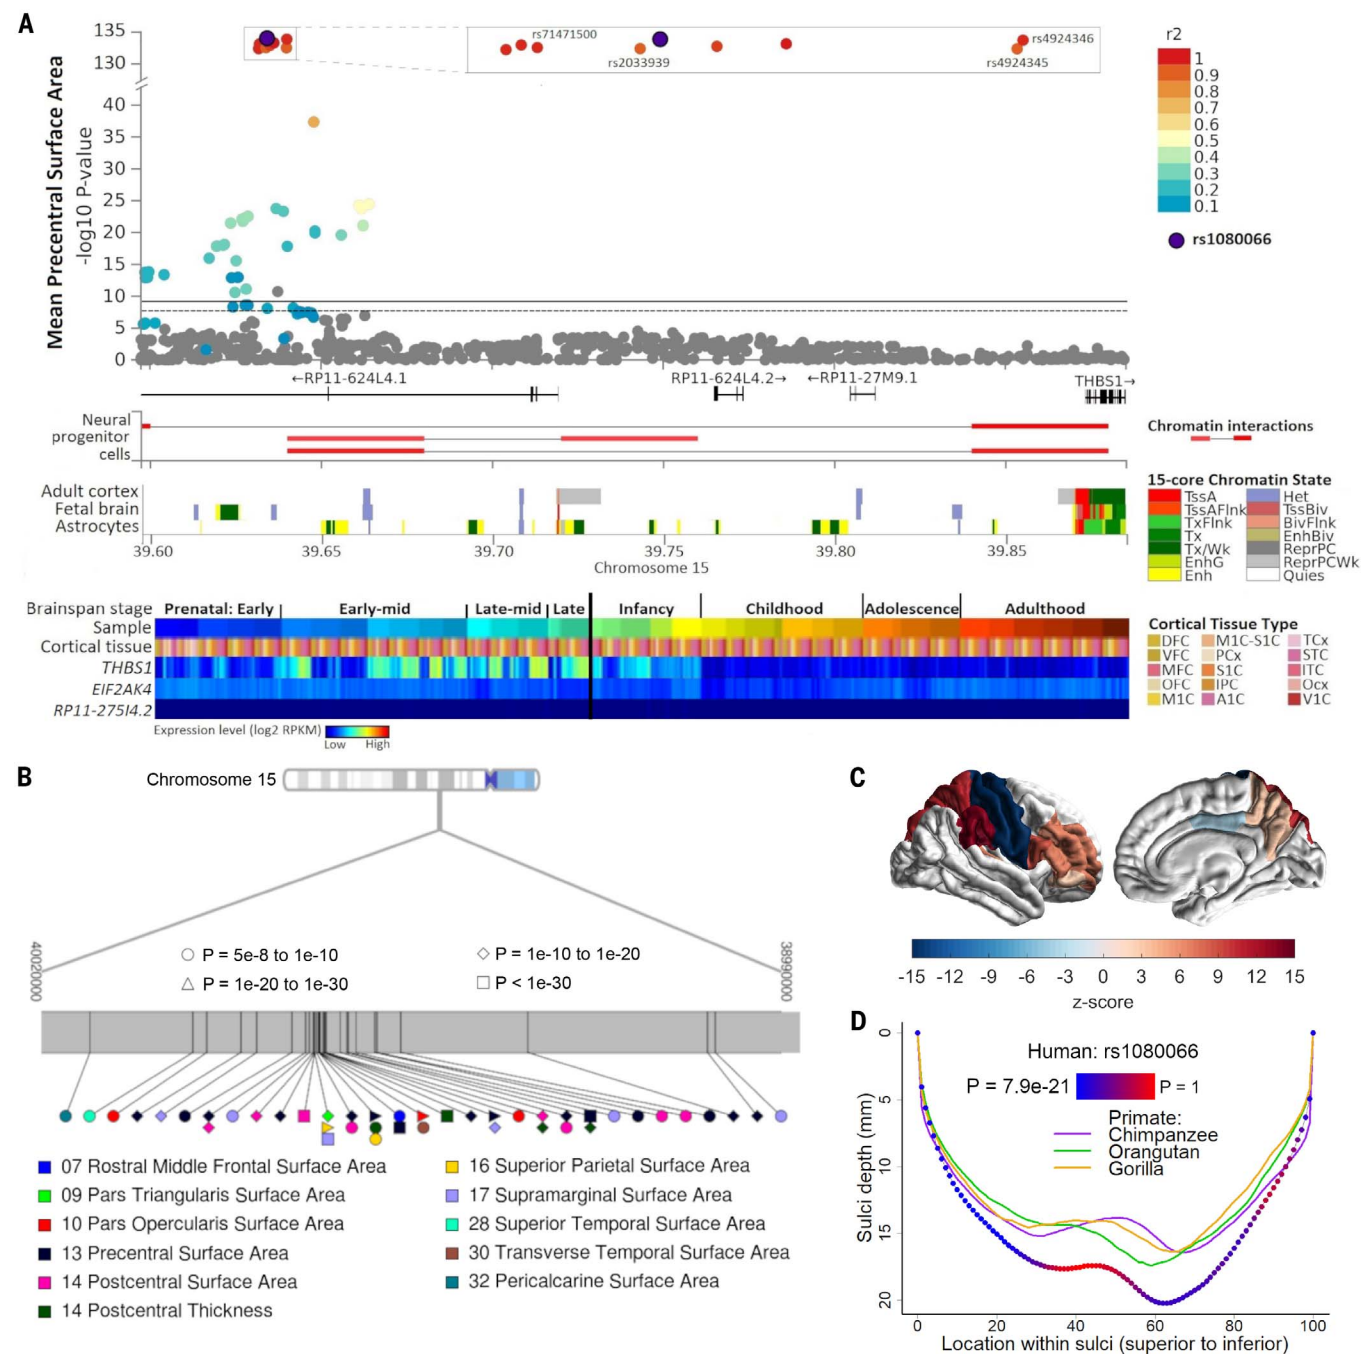 A
Mean Precentral Surface Area
-log10 P-value
135
130
40
35
30
25
20
15
10
5
0
rs71471500
rs2033939
rs4924346
rs4924345
r2
1
0.9
0.8
0.7
0.6
0.5
0.4
0.3
0.2
0.1
rs1080066
←RP11-624L4.1
RP11-624L4.2→
←RP11-27M9.1
THBS1→
Neural
progenitor
cells
Chromatin interactions
Adult cortex
Fetal brain
Astrocytes
39.60
39.65
39.70
39.75
39.80
39.85
Chromosome 15
15-core Chromatin State
TssA
TssAFlnk
TxFlnk
Tx
Tx/Wk
EnhG
Enh
Het
TssBiv
BivFlnk
EnhBiv
ReprPC
ReprPCWk
Quies
Brainspan stage
Prenatal: Early
Early-mid
Late-mid
Late
Infancy
Childhood
Adolescence
Adulthood
Sample
Cortical tissue
THBS1
EIF2AK4
RP11-275I4.2
Expression level (log2 RPKM)
Low
High
Cortical Tissue Type
DFC
VFC
MFC
OFC
M1C
M1C-S1C
PCx
S1C
IPC
A1C
TCx
STC
ITC
Ocx
V1C
B
Chromosome 15
40020000
38990000
P = 5e-8 to 1e-10
P = 1e-10 to 1e-20
P = 1e-20 to 1e-30
P < 1e-30
07 Rostral Middle Frontal Surface Area
09 Pars Triangularis Surface Area
10 Pars Opercularis Surface Area
13 Precentral Surface Area
14 Postcentral Surface Area
14 Postcentral Thickness
16 Superior Parietal Surface Area
17 Supramarginal Surface Area
28 Superior Temporal Surface Area
30 Transverse Temporal Surface Area
32 Pericalcarine Surface Area
C
-15
-12
-9
-6
-3
0
3
6
9
12
15
z-score
D
Human: rs1080066
P = 7.9e-21
P = 1
Primate:
Chimpanzee
Orangutan
Gorilla
Sulci depth (mm)
0
5
10
15
20
0
20
40
60
80
100
Location within sulci (superior to inferior)